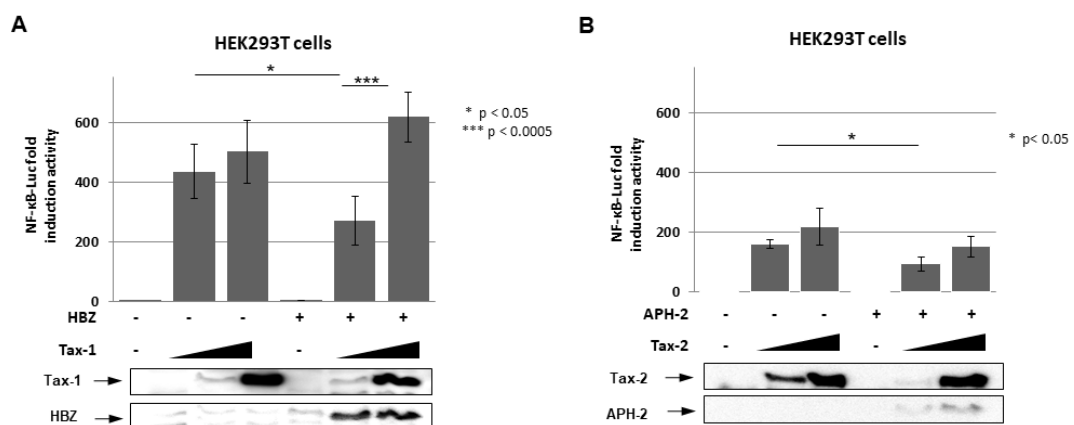 A
HEK293T cells
NF-κB-Luc fold
induction activity
600
400
200
0
*
***
* p < 0.05
*** p < 0.0005
HBZ - - - + + +
Tax-1 - -
Tax-1
HBZ
B
HEK293T cells
NF-κB-Luc fold
induction activity
600
400
200
0
*
* p< 0.05
APH-2 - - - + + +
Tax-2 - -
Tax-2
APH-2